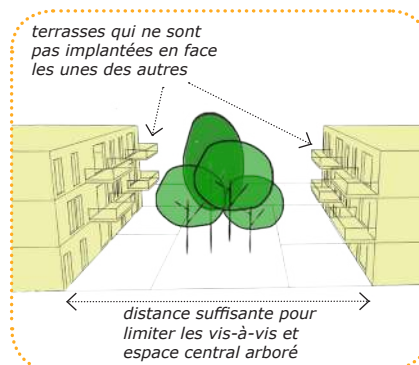 terrasses qui ne sont
pas implantées en face
les unes des autres
distance suffisante pour
limiter les vis-à-vis et
espace central arboré